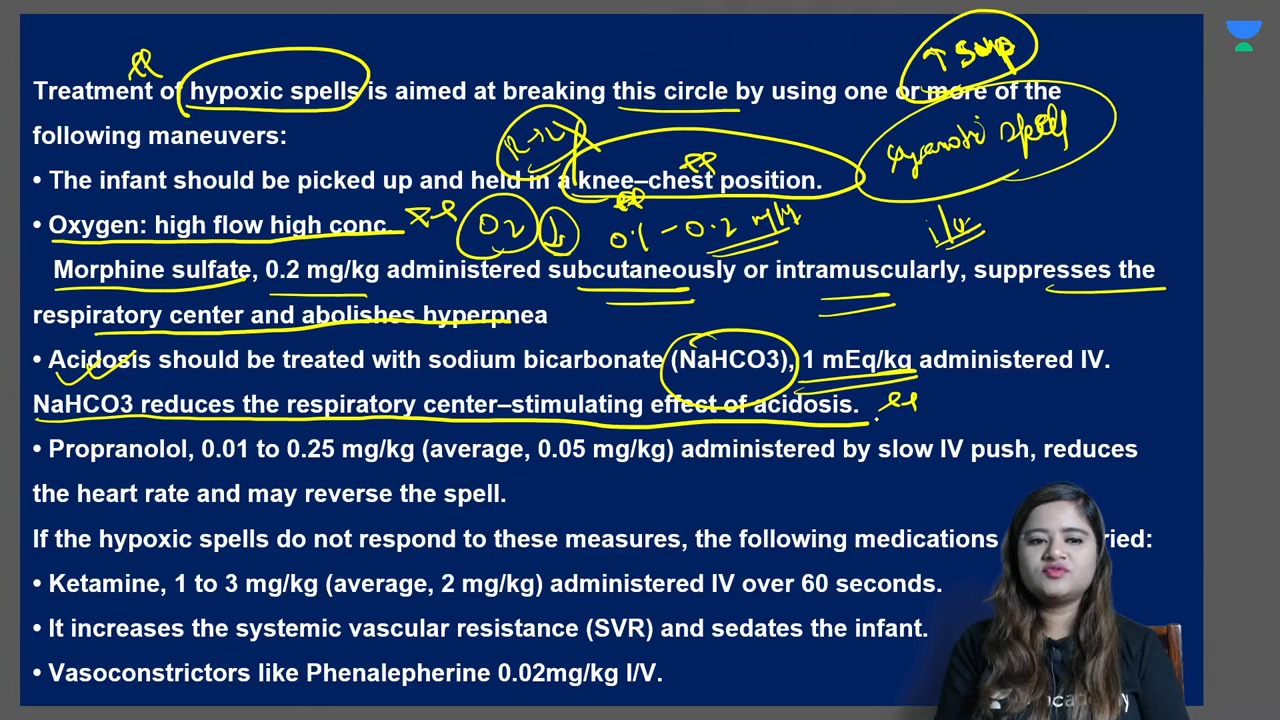 ↑ SVR
Treatment of hypoxic spells is aimed at breaking this circle by using one or more of the
following maneuvers:
R→L
spell
• The infant should be picked up and held in a knee–chest position.
• Oxygen: high flow high conc.
O2
0.1 - 0.2 mg/kg
Morphine sulfate, 0.2 mg/kg administered subcutaneously or intramuscularly, suppresses the
respiratory center and abolishes hyperpnea
• Acidosis should be treated with sodium bicarbonate (NaHCO3), 1 mEq/kg administered IV.
NaHCO3 reduces the respiratory center–stimulating effect of acidosis.
• Propranolol, 0.01 to 0.25 mg/kg (average, 0.05 mg/kg) administered by slow IV push, reduces
the heart rate and may reverse the spell.
If the hypoxic spells do not respond to these measures, the following medications ried:
• Ketamine, 1 to 3 mg/kg (average, 2 mg/kg) administered IV over 60 seconds.
• It increases the systemic vascular resistance (SVR) and sedates the infant.
• Vasoconstrictors like Phenalepherine 0.02mg/kg I/V.